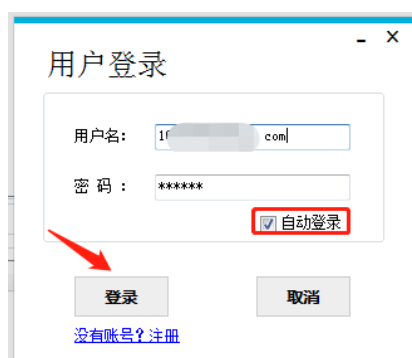 用户登录
用户名: 1 com
密 码 : ******
自动登录
登录 取消
没有账号？注册